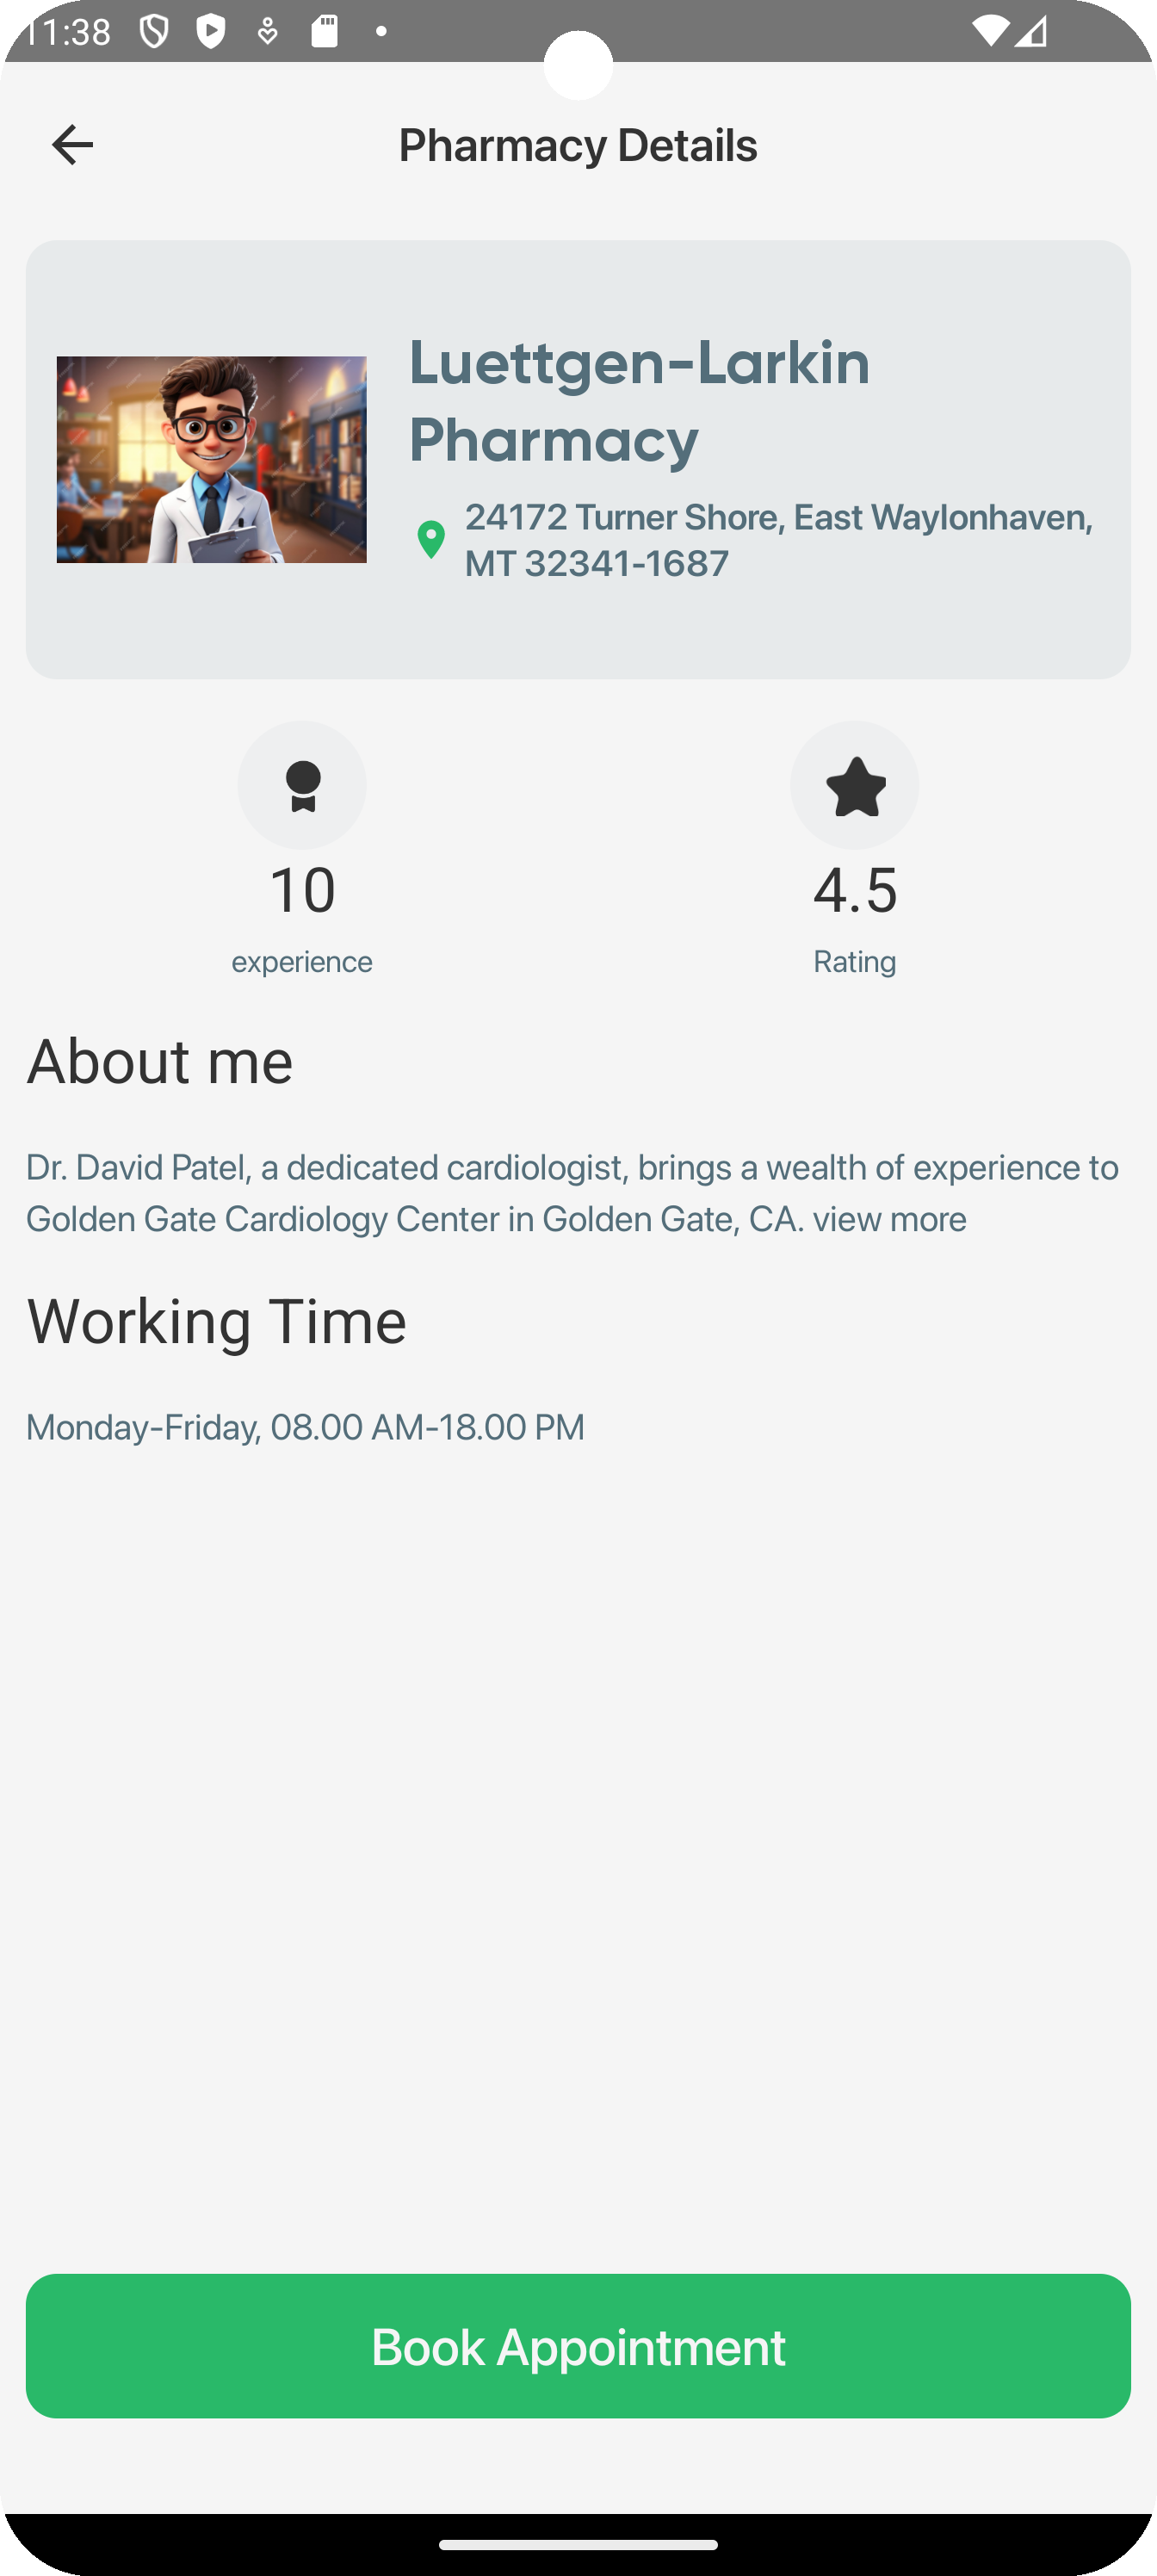 11:38
Pharmacy Details
Luettgen-Larkin
Pharmacy
24172 Turner Shore, East Waylonhaven,
MT 32341-1687
10
experience
4.5
Rating
About me
Dr. David Patel, a dedicated cardiologist, brings a wealth of experience to
Golden Gate Cardiology Center in Golden Gate, CA. view more
Working Time
Monday-Friday, 08.00 AM-18.00 PM
Book Appointment